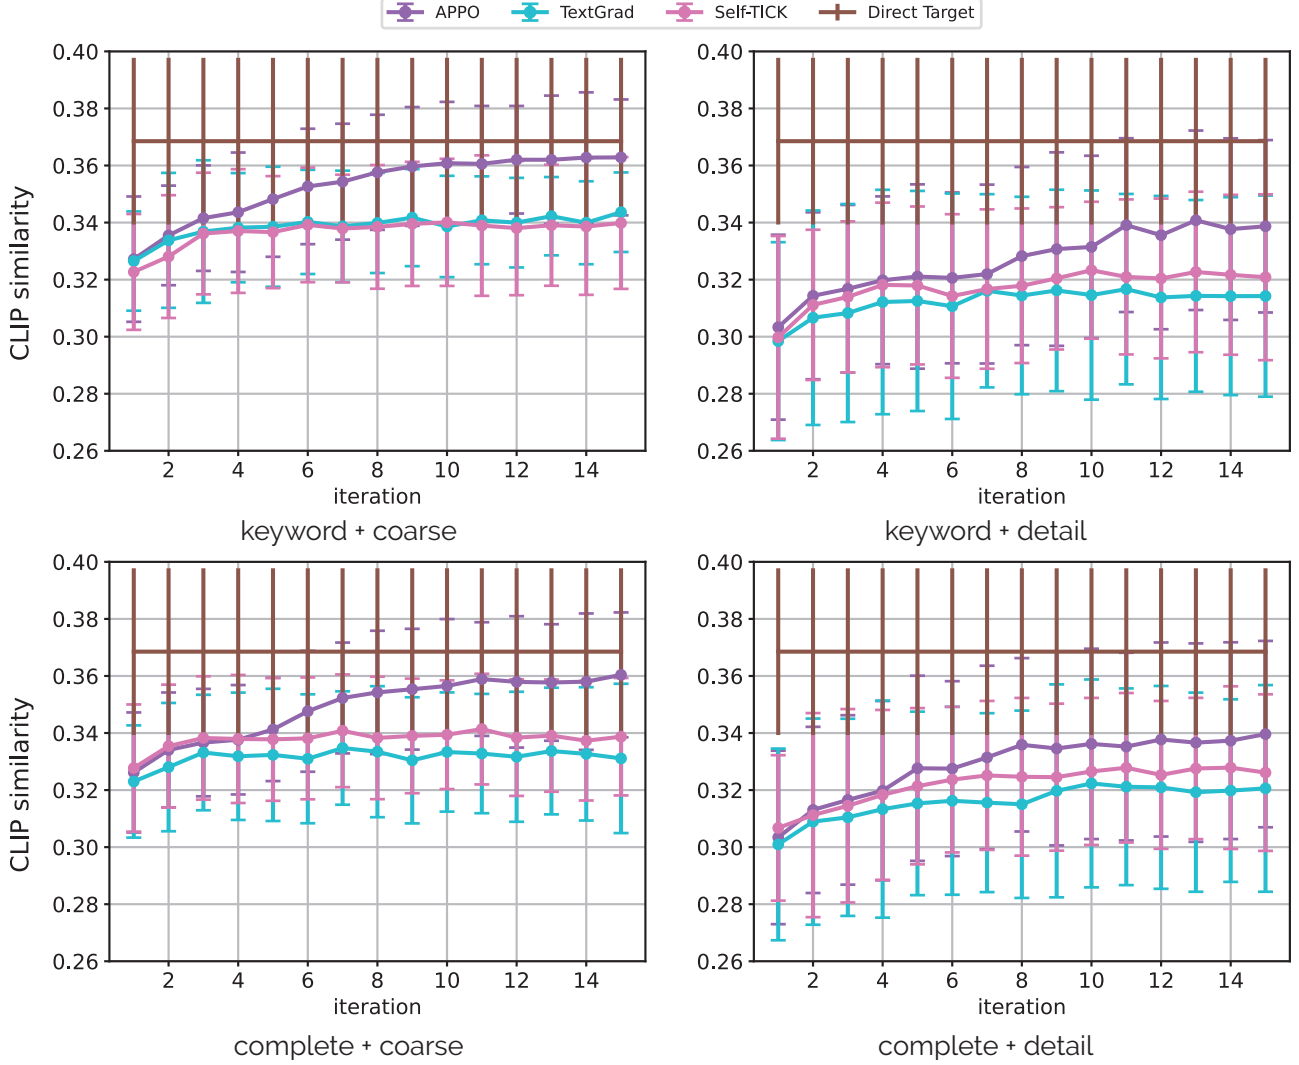 APPO TextGrad Self-TICK Direct Target
0.40 0.40
0.38 0.38
0.36 0.36
0.34 0.34
0.32 0.32
0.30 0.30
0.28 0.28
0.26 0.26
CLIP similarity
2 4 6 8 10 12 14 2 4 6 8 10 12 14
iteration iteration
keyword + coarse keyword + detail
0.40 0.40
0.38 0.38
0.36 0.36
0.34 0.34
0.32 0.32
0.30 0.30
0.28 0.28
0.26 0.26
CLIP similarity
2 4 6 8 10 12 14 2 4 6 8 10 12 14
iteration iteration
complete + coarse complete + detail